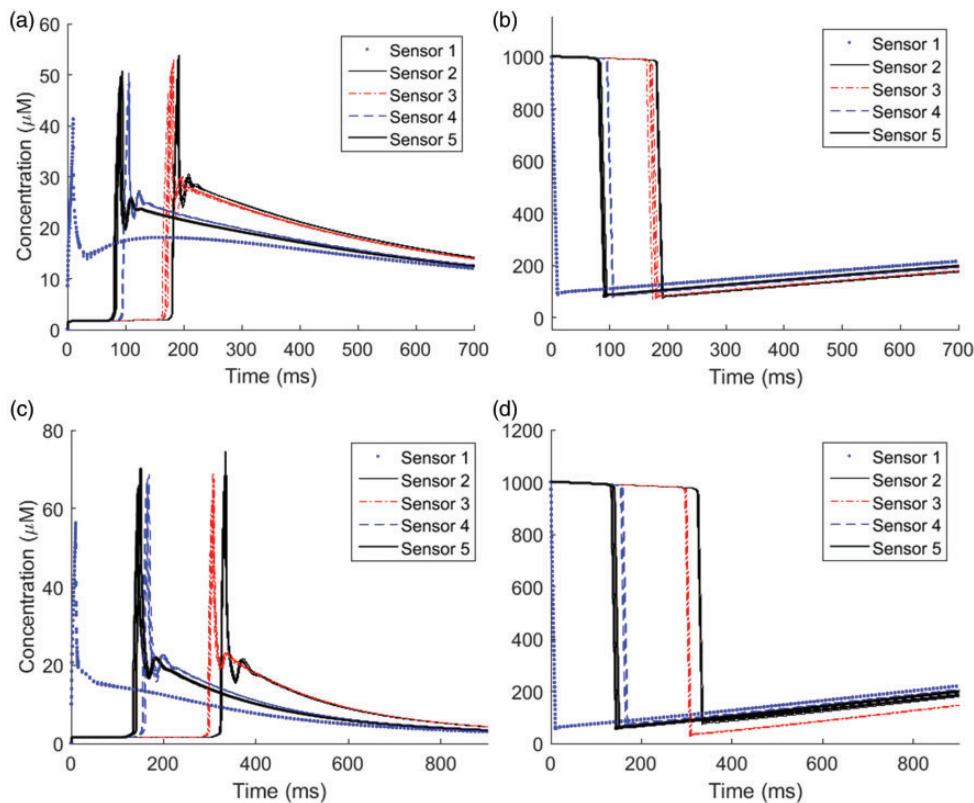 (a)
60
50
40
30
20
10
0
Concentration (μM)
0 100 200 300 400 500 600 700
Time (ms)
Sensor 1
Sensor 2
Sensor 3
Sensor 4
Sensor 5
(b)
1000
800
600
400
200
0
0 100 200 300 400 500 600 700
Time (ms)
Sensor 1
Sensor 2
Sensor 3
Sensor 4
Sensor 5
(c)
80
60
40
20
0
Concentration (μM)
0 200 400 600 800
Time (ms)
Sensor 1
Sensor 2
Sensor 3
Sensor 4
Sensor 5
(d)
1200
1000
800
600
400
200
0
0 200 400 600 800
Time (ms)
Sensor 1
Sensor 2
Sensor 3
Sensor 4
Sensor 5